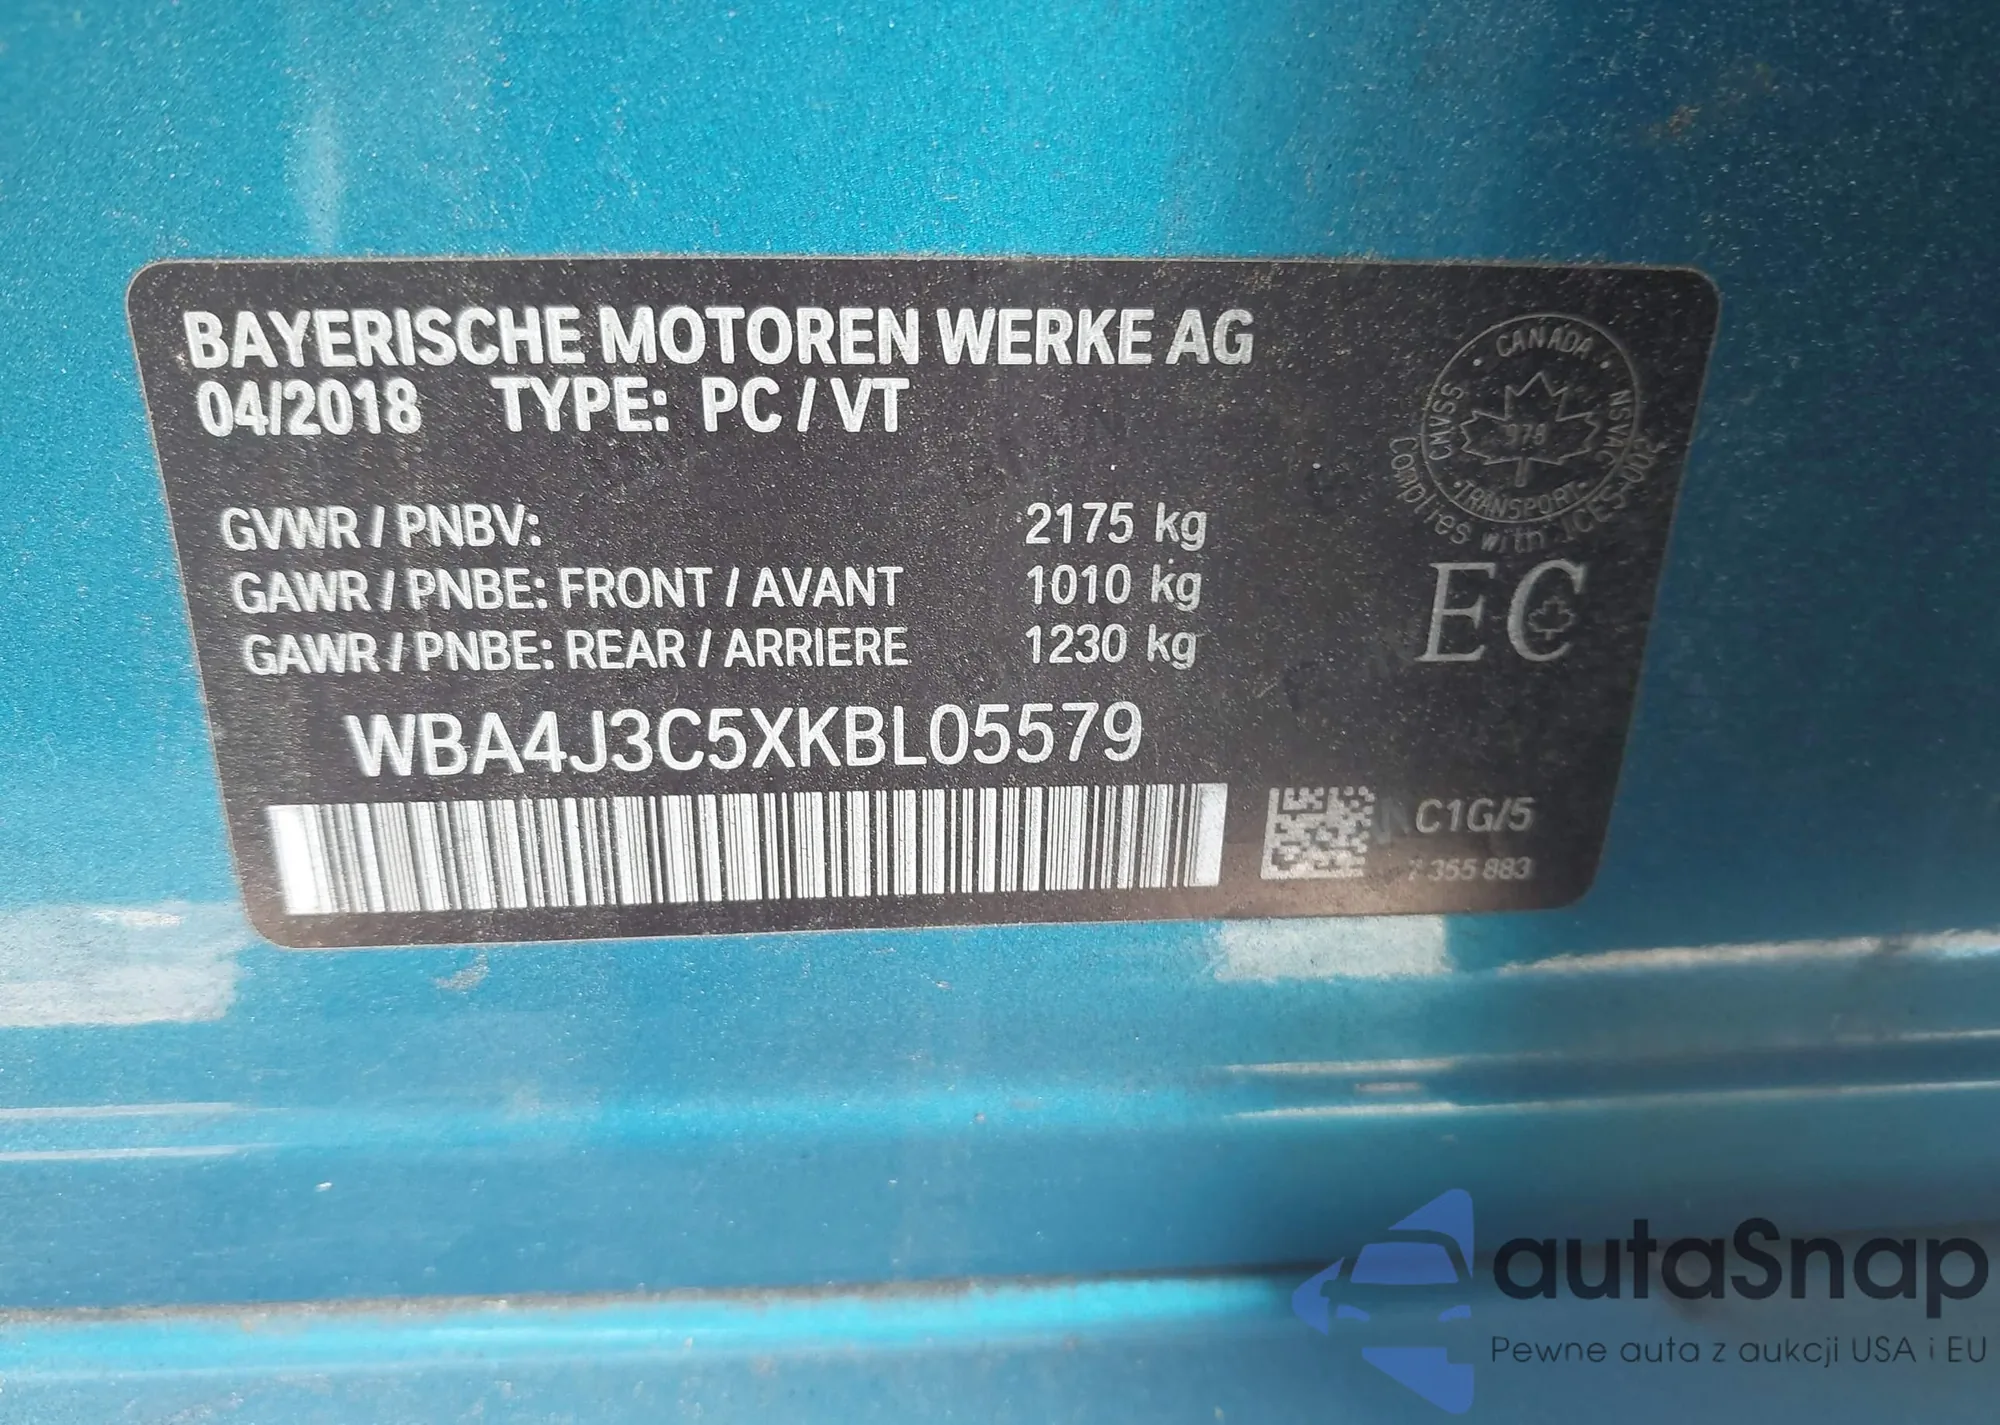 BAYERISCHE MOTOREN WERKE AG
04/2018 TYPE: PC / VT
GVWR / PNBV: 2175 kg
GAWR / PNBE: FRONT / AVANT 1010 kg
GAWR / PNBE: REAR / ARRIERE 1230 kg
WBA4J3C5XKBL05579
CANADA
CMVSS
NSVAC
TRANSPORT
Complies with ICES-002
EC
C1G/5
7 355 883
autaSnap
Pewne auta z aukcji USA i EU